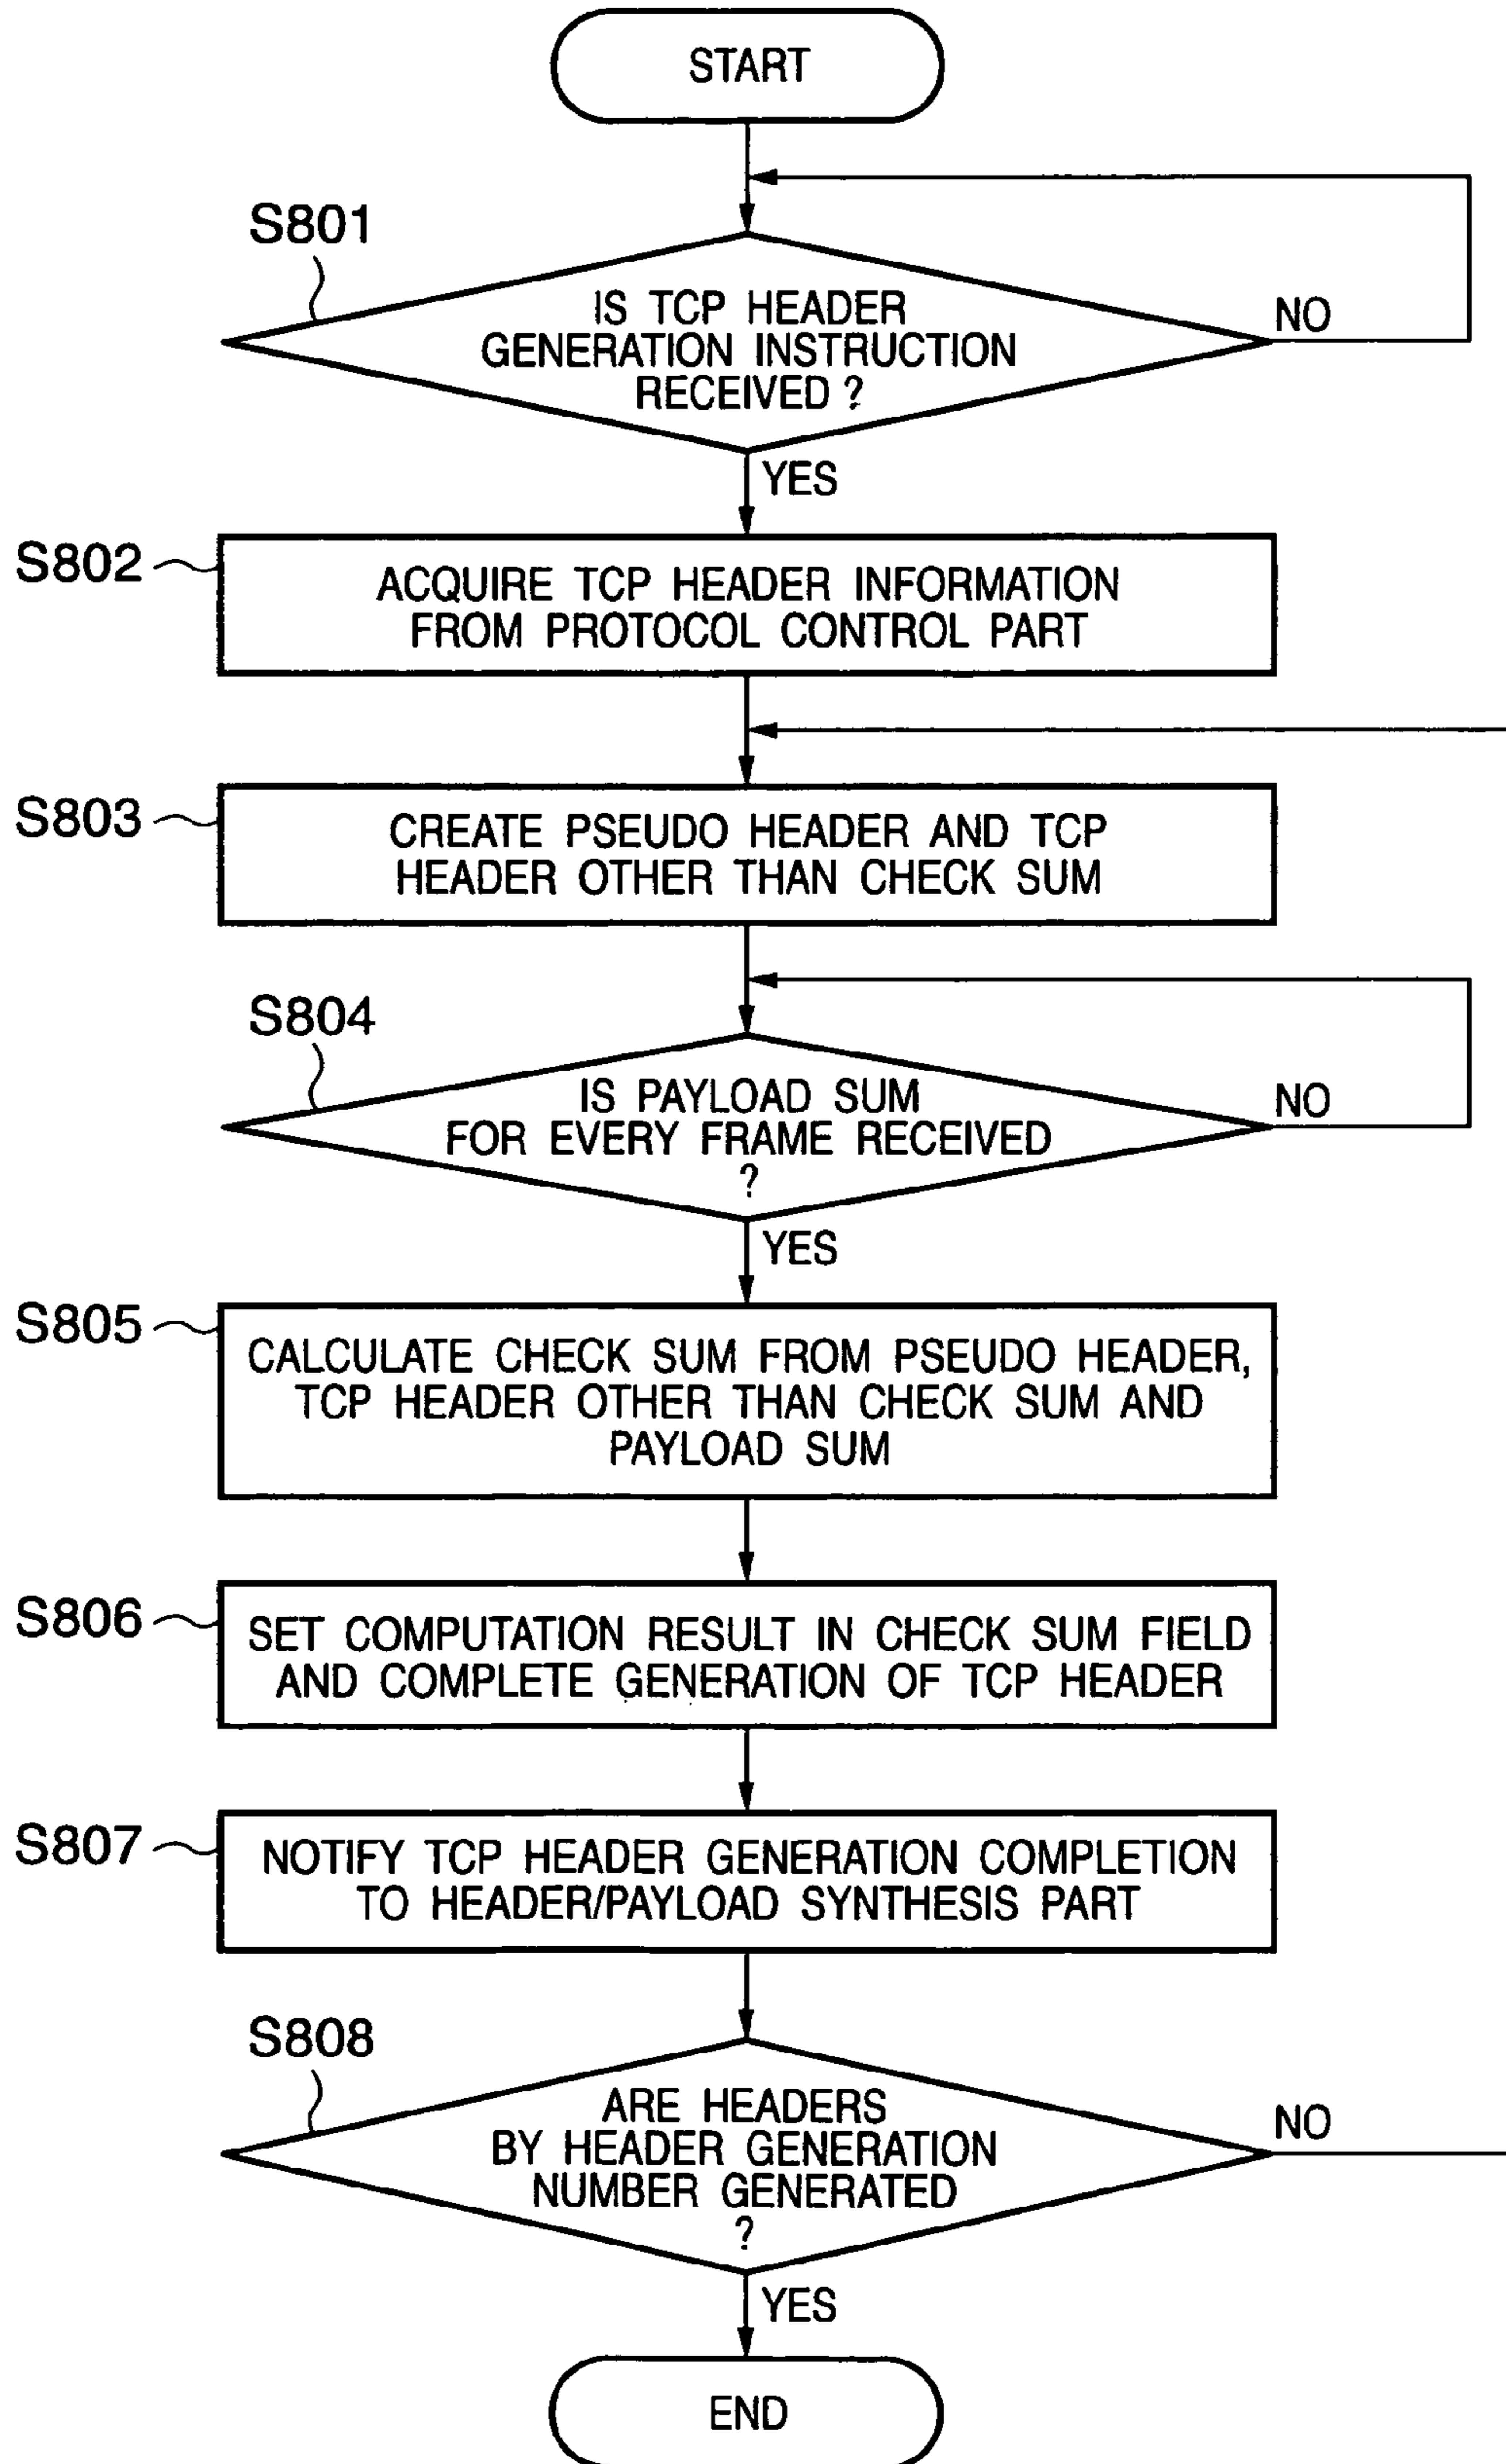 START
S801
IS TCP HEADER
GENERATION INSTRUCTION
RECEIVED ?
NO
YES
S802
ACQUIRE TCP HEADER INFORMATION
FROM PROTOCOL CONTROL PART
S803
CREATE PSEUDO HEADER AND TCP
HEADER OTHER THAN CHECK SUM
S804
IS PAYLOAD SUM
FOR EVERY FRAME RECEIVED
?
NO
YES
S805
CALCULATE CHECK SUM FROM PSEUDO HEADER,
TCP HEADER OTHER THAN CHECK SUM AND
PAYLOAD SUM
S806
SET COMPUTATION RESULT IN CHECK SUM FIELD
AND COMPLETE GENERATION OF TCP HEADER
S807
NOTIFY TCP HEADER GENERATION COMPLETION
TO HEADER/PAYLOAD SYNTHESIS PART
S808
ARE HEADERS
BY HEADER GENERATION
NUMBER GENERATED
?
NO
YES
END